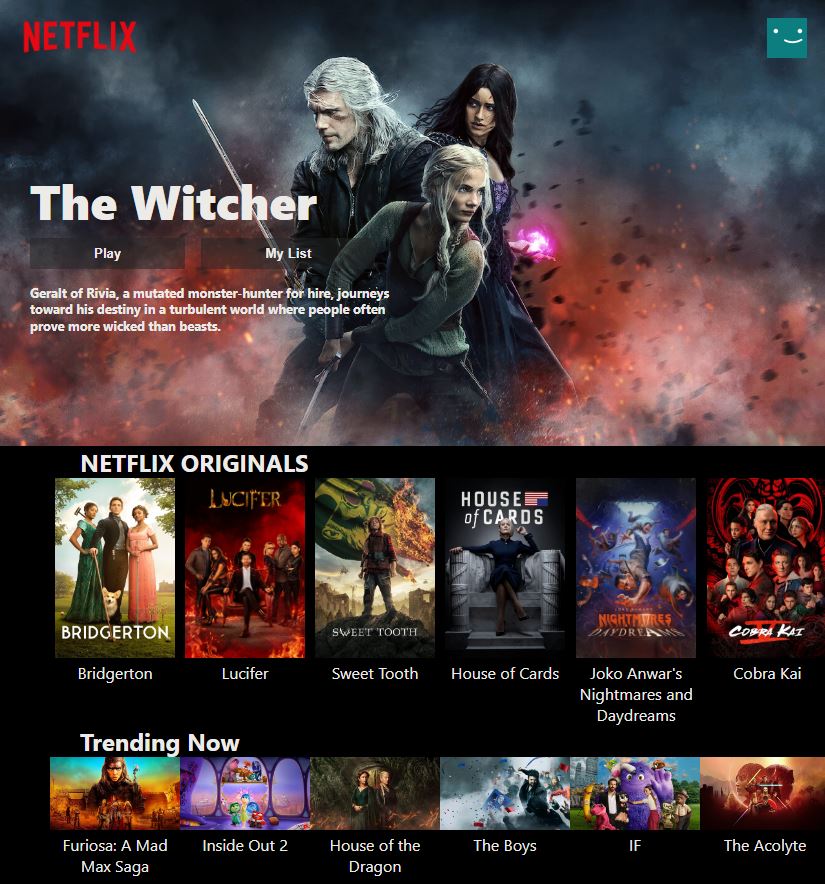 NETFLIX
The Witcher
Play My List
Geralt of Rivia, a mutated monster-hunter for hire, journeys
toward his destiny in a turbulent world where people often
prove more wicked than beasts.
NETFLIX ORIGINALS
BRIDGERTON
LUCIFER
SWEET TOOTH
HOUSE
of CARDS
JOKO ANWAR'S
NIGHTMARES
DAYDREAMS
COBRA KAI
Bridgerton
Lucifer
Sweet Tooth
House of Cards
Joko Anwar's
Nightmares and
Daydreams
Cobra Kai
Trending Now
Furiosa: A Mad
Max Saga
Inside Out 2
House of the
Dragon
The Boys
IF
The Acolyte